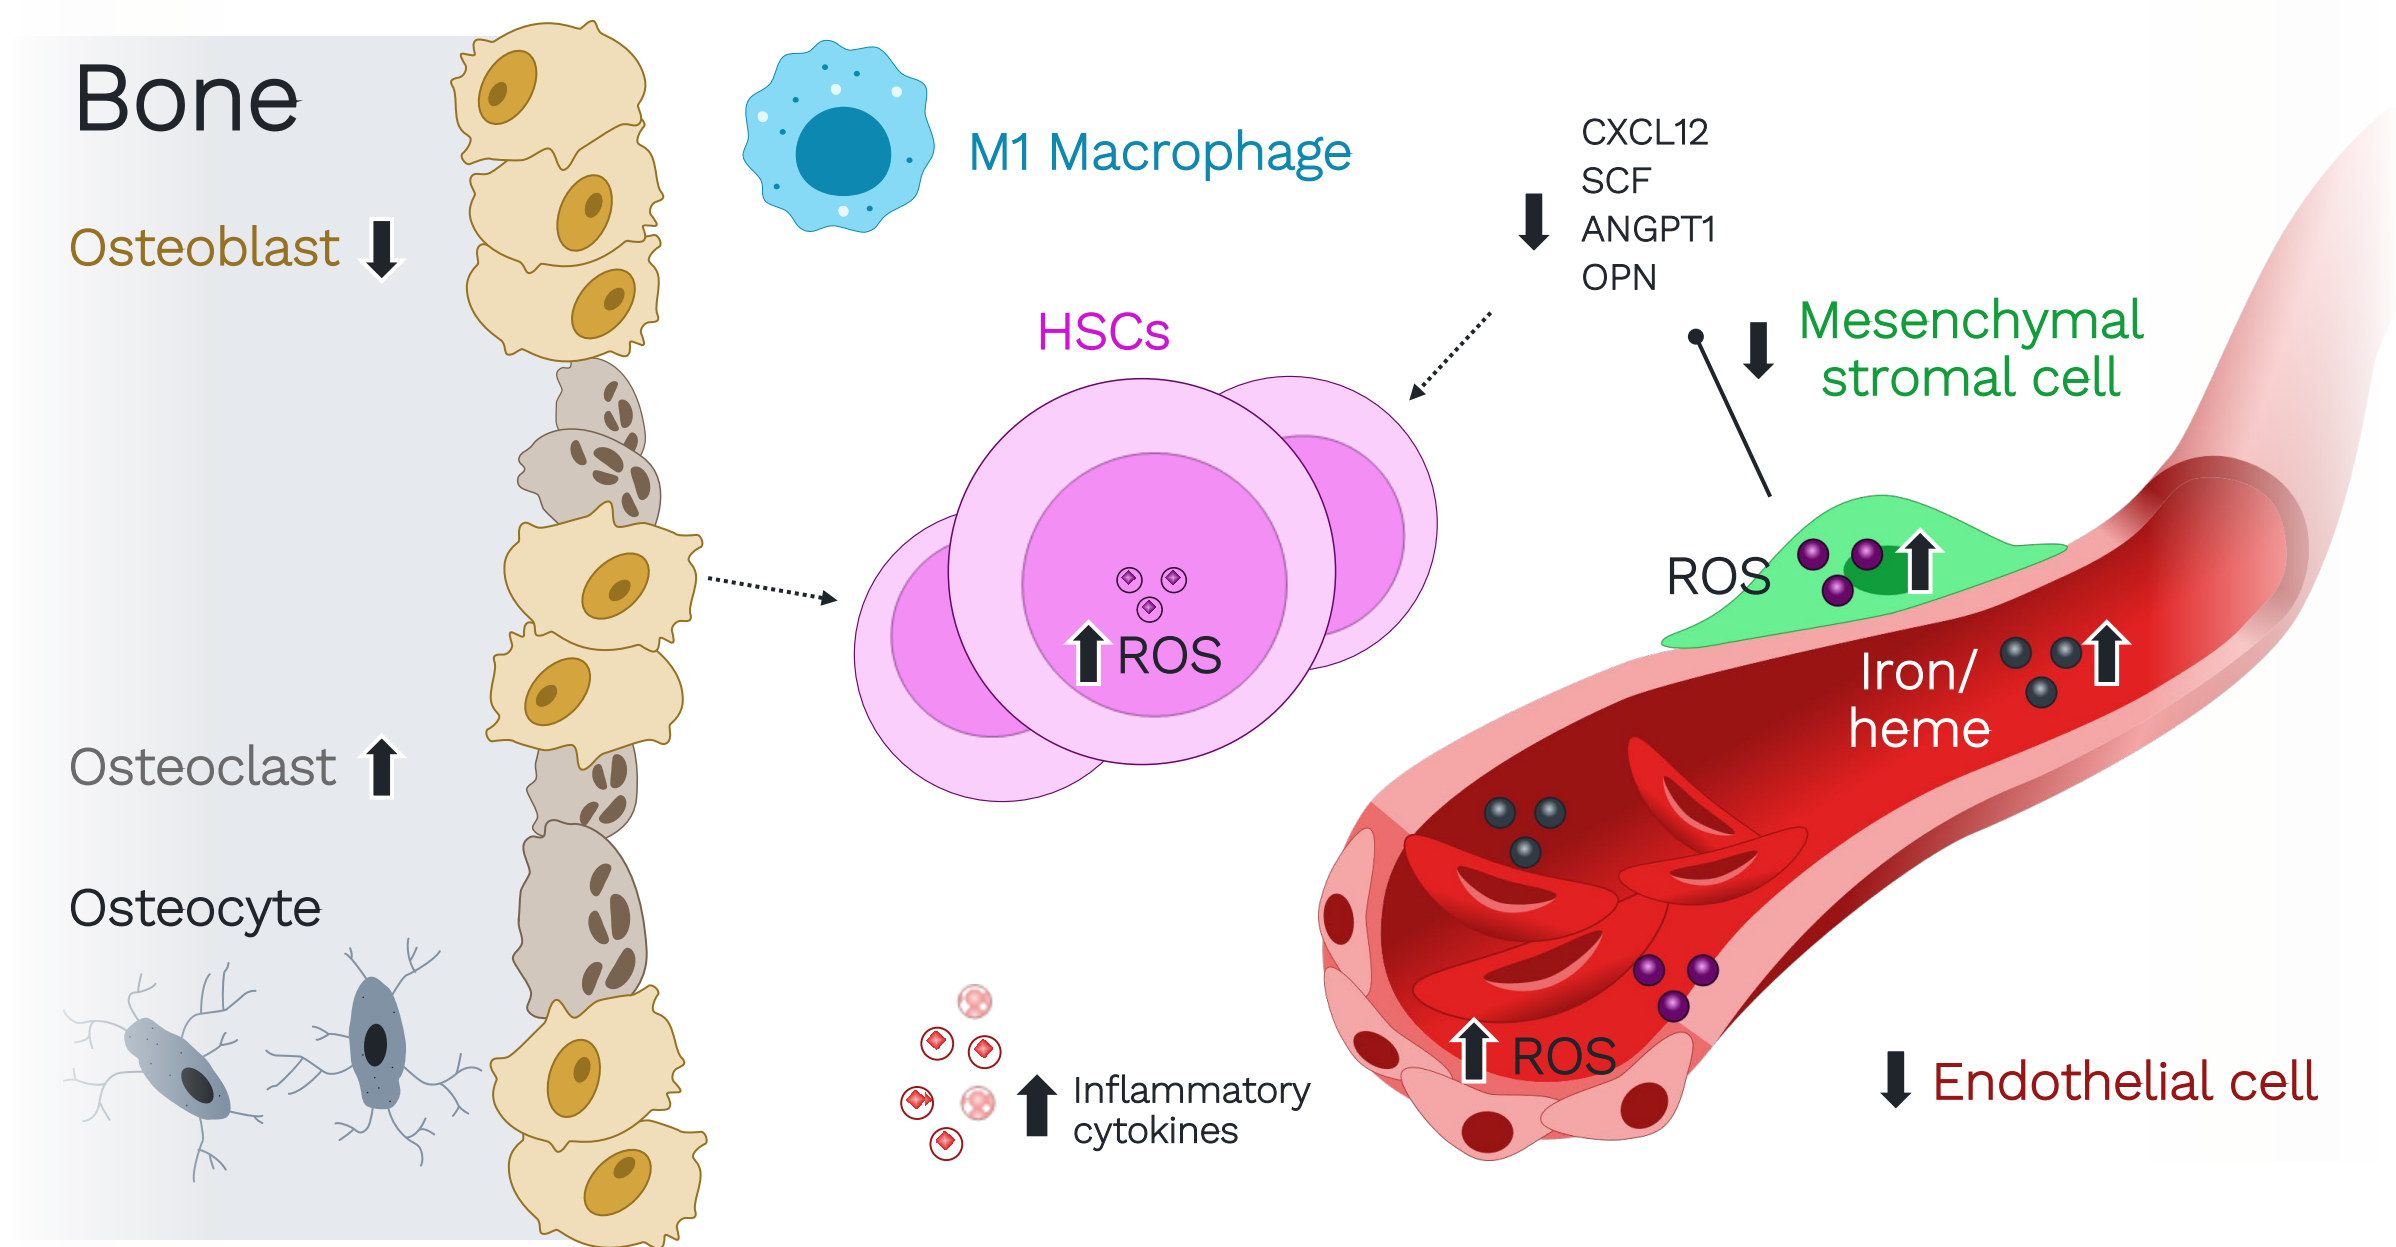 Bone
Osteoblast
Osteoclast
Osteocyte
M1 Macrophage
HSCs
ROS
CXCL12
SCF
ANGPT1
OPN
Mesenchymal
stromal cell
ROS
Iron/
heme
ROS
Inflammatory
cytokines
Endothelial cell